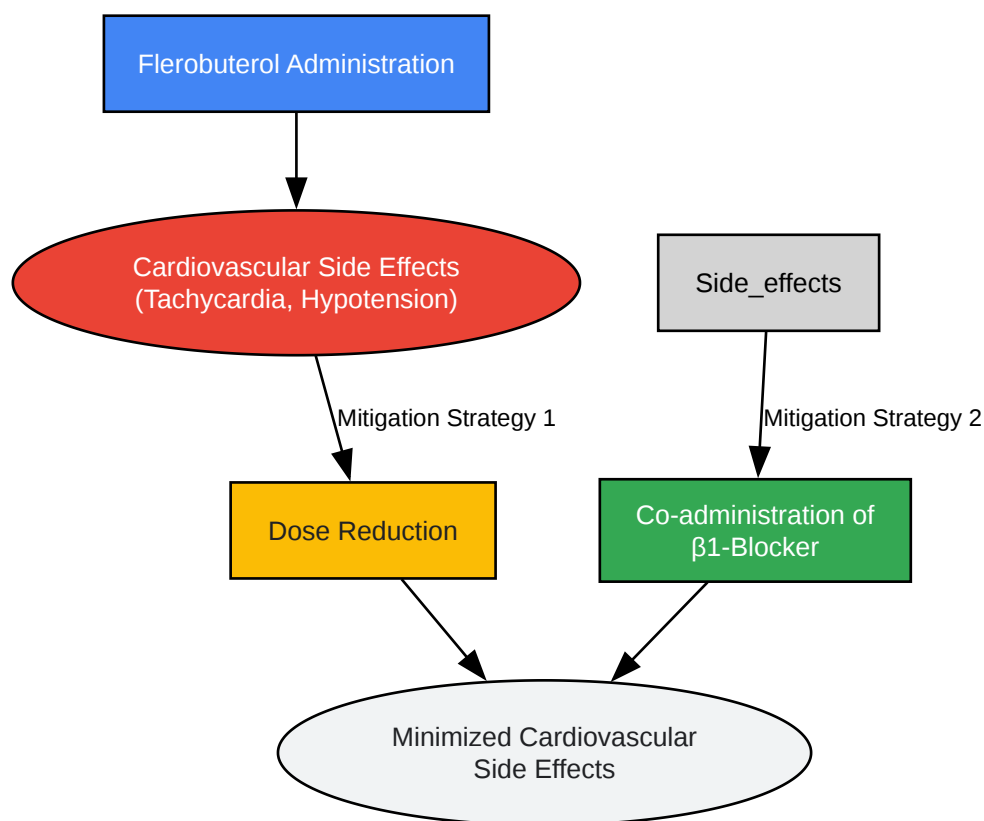 Flerobuterol Administration
Cardiovascular Side Effects
(Tachycardia, Hypotension)
Side_effects
Mitigation Strategy 1
Mitigation Strategy 2
Dose Reduction
Co-administration of
β1-Blocker
Minimized Cardiovascular
Side Effects